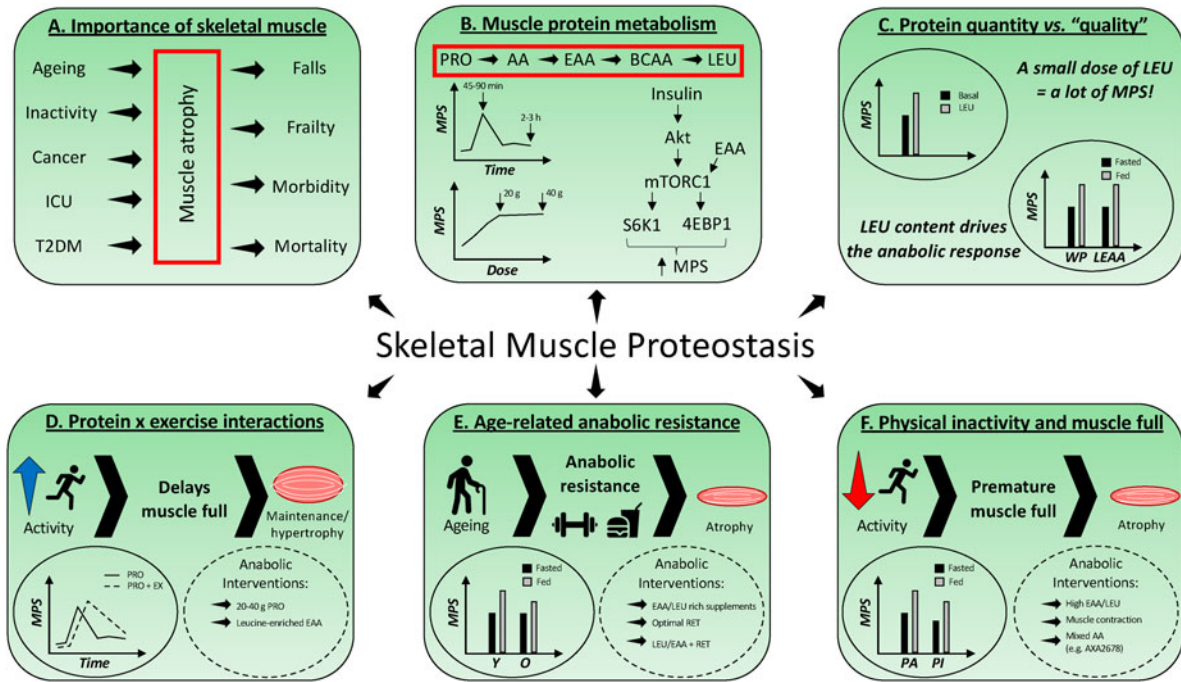 A. Importance of skeletal muscle
Ageing
Inactivity
Cancer
ICU
T2DM
Muscle atrophy
Falls
Frailty
Morbidity
Mortality
B. Muscle protein metabolism
PRO AA EAA BCAA LEU
45-90 min
2-3 h
MPS
Time
20 g
40 g
MPS
Dose
Insulin
Akt
EAA
mTORC1
S6K1 4EBP1
MPS
C. Protein quantity vs. “quality”
MPS
Basal
LEU
A small dose of LEU
= a lot of MPS!
LEU content drives
the anabolic response
MPS
Fasted
Fed
WP LEAA
Skeletal Muscle Proteostasis
D. Protein x exercise interactions
Activity
Delays
muscle full
Maintenance/
hypertrophy
MPS
PRO
PRO + EX
Time
Anabolic
Interventions:
20-40 g PRO
Leucine-enriched EAA
E. Age-related anabolic resistance
Ageing
Anabolic
resistance
Atrophy
MPS
Fasted
Fed
Y O
Anabolic
Interventions:
EAA/LEU rich supplements
Optimal RET
LEU/EAA + RET
F. Physical inactivity and muscle full
Activity
Premature
muscle full
Atrophy
MPS
Fasted
Fed
PA PI
Anabolic
Interventions:
High EAA/LEU
Muscle contraction
Mixed AA
(e.g. AXA2678)